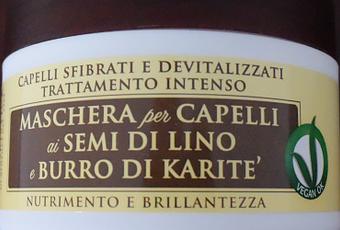 CAPELLI SFIBRATI E DEVITALIZZATI
TRATTAMENTO INTENSO
MASCHERA per CAPELLI
ai SEMI DI LINO
e BURRO DI KARITE'
VEGAN OK
NUTRIMENTO E BRILLANTEZZA